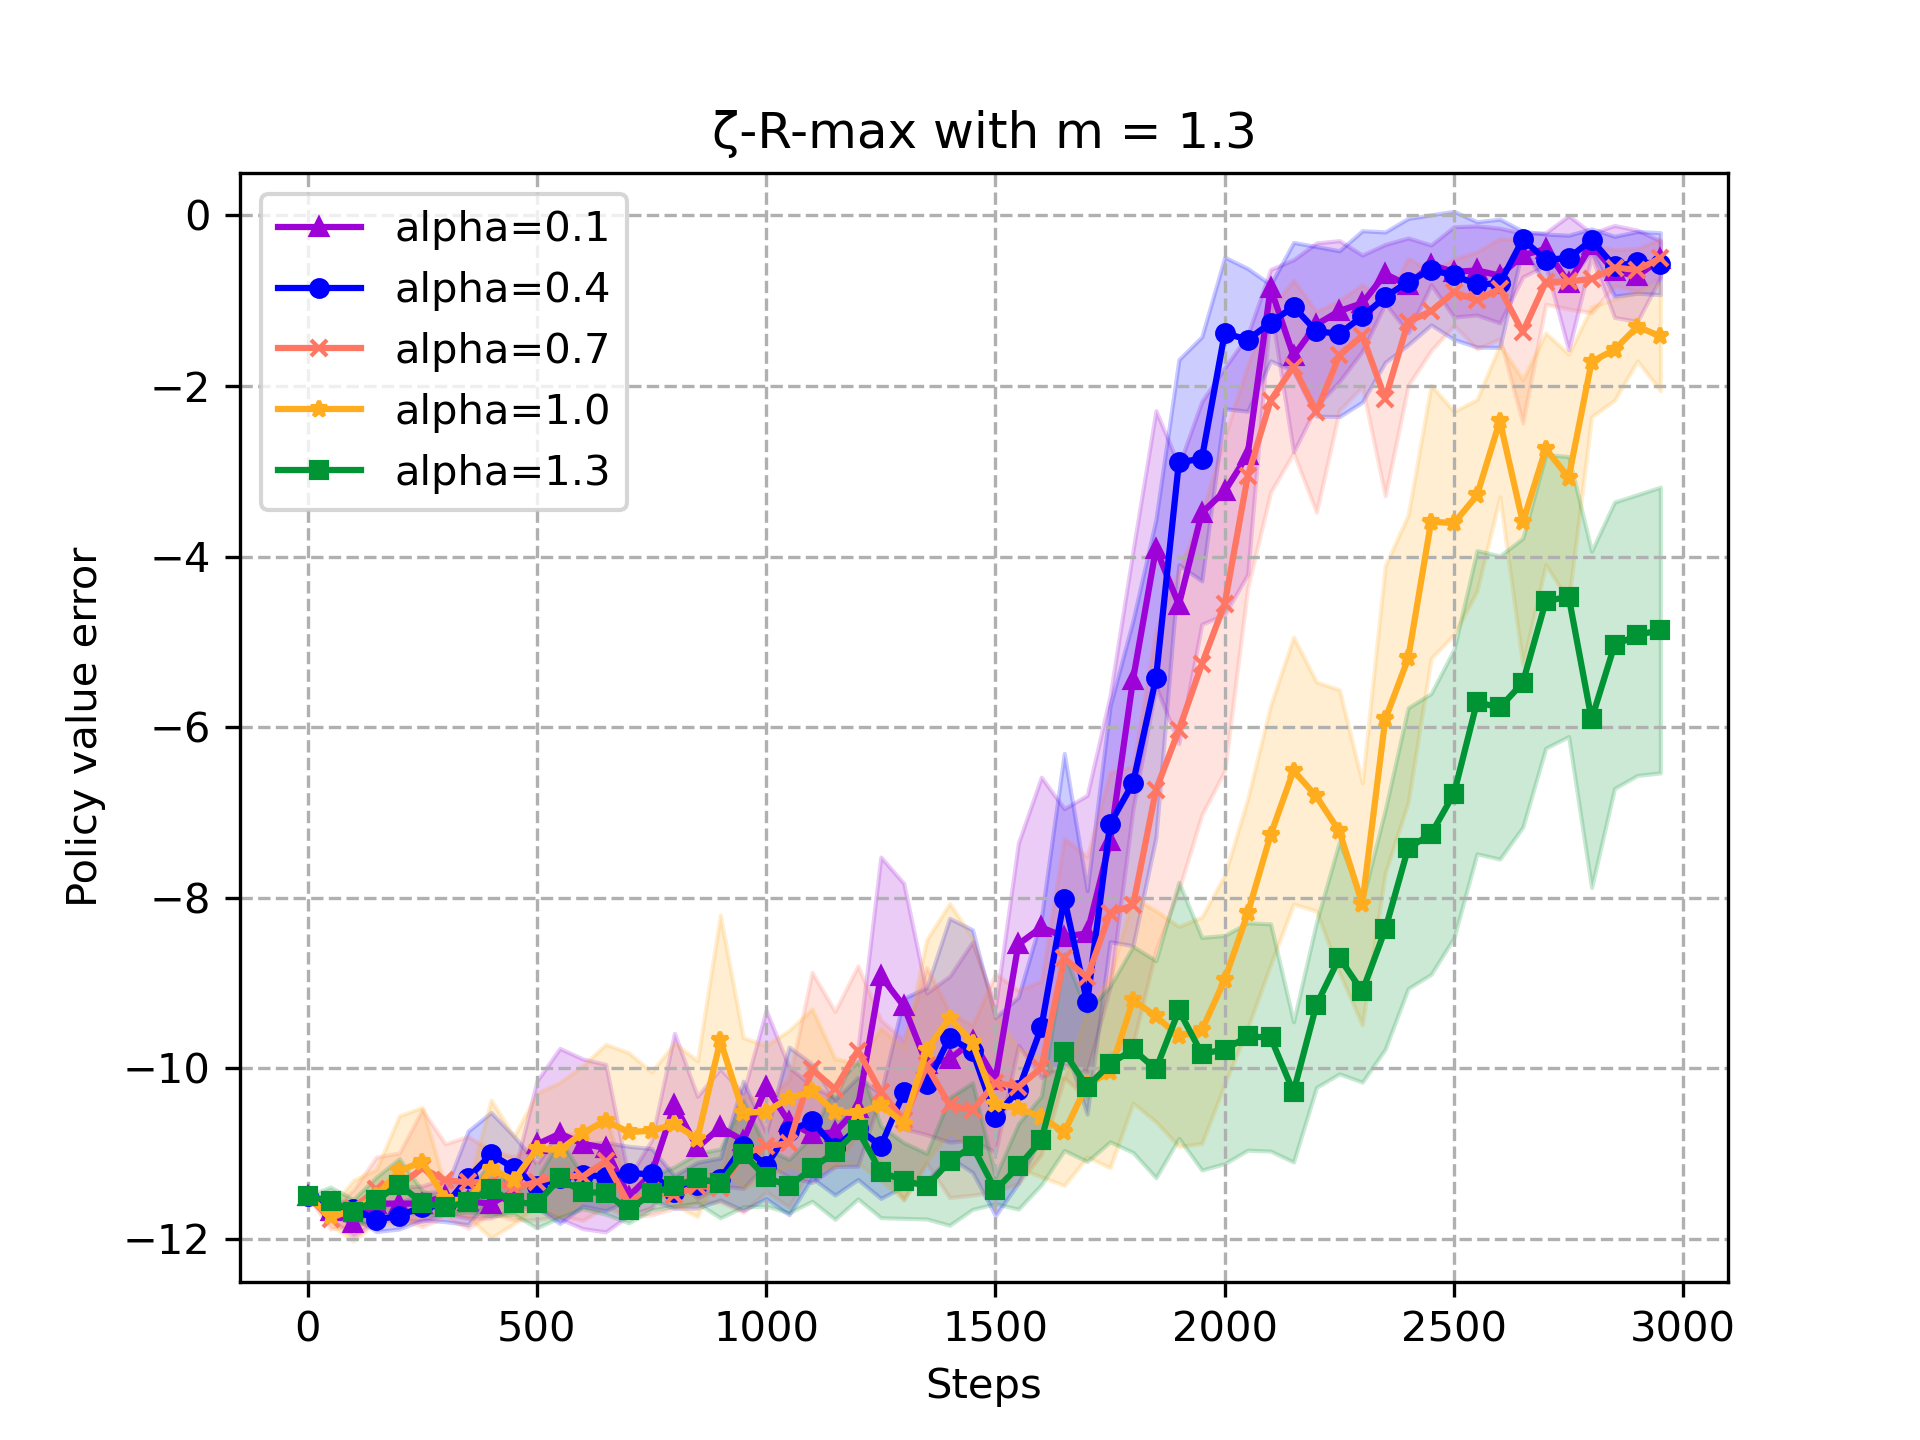 ζ-R-max with m = 1.3
alpha=0.1
alpha=0.4
alpha=0.7
alpha=1.0
alpha=1.3
Policy value error
0
−2
−4
−6
−8
−10
−12
0 500 1000 1500 2000 2500 3000
Steps